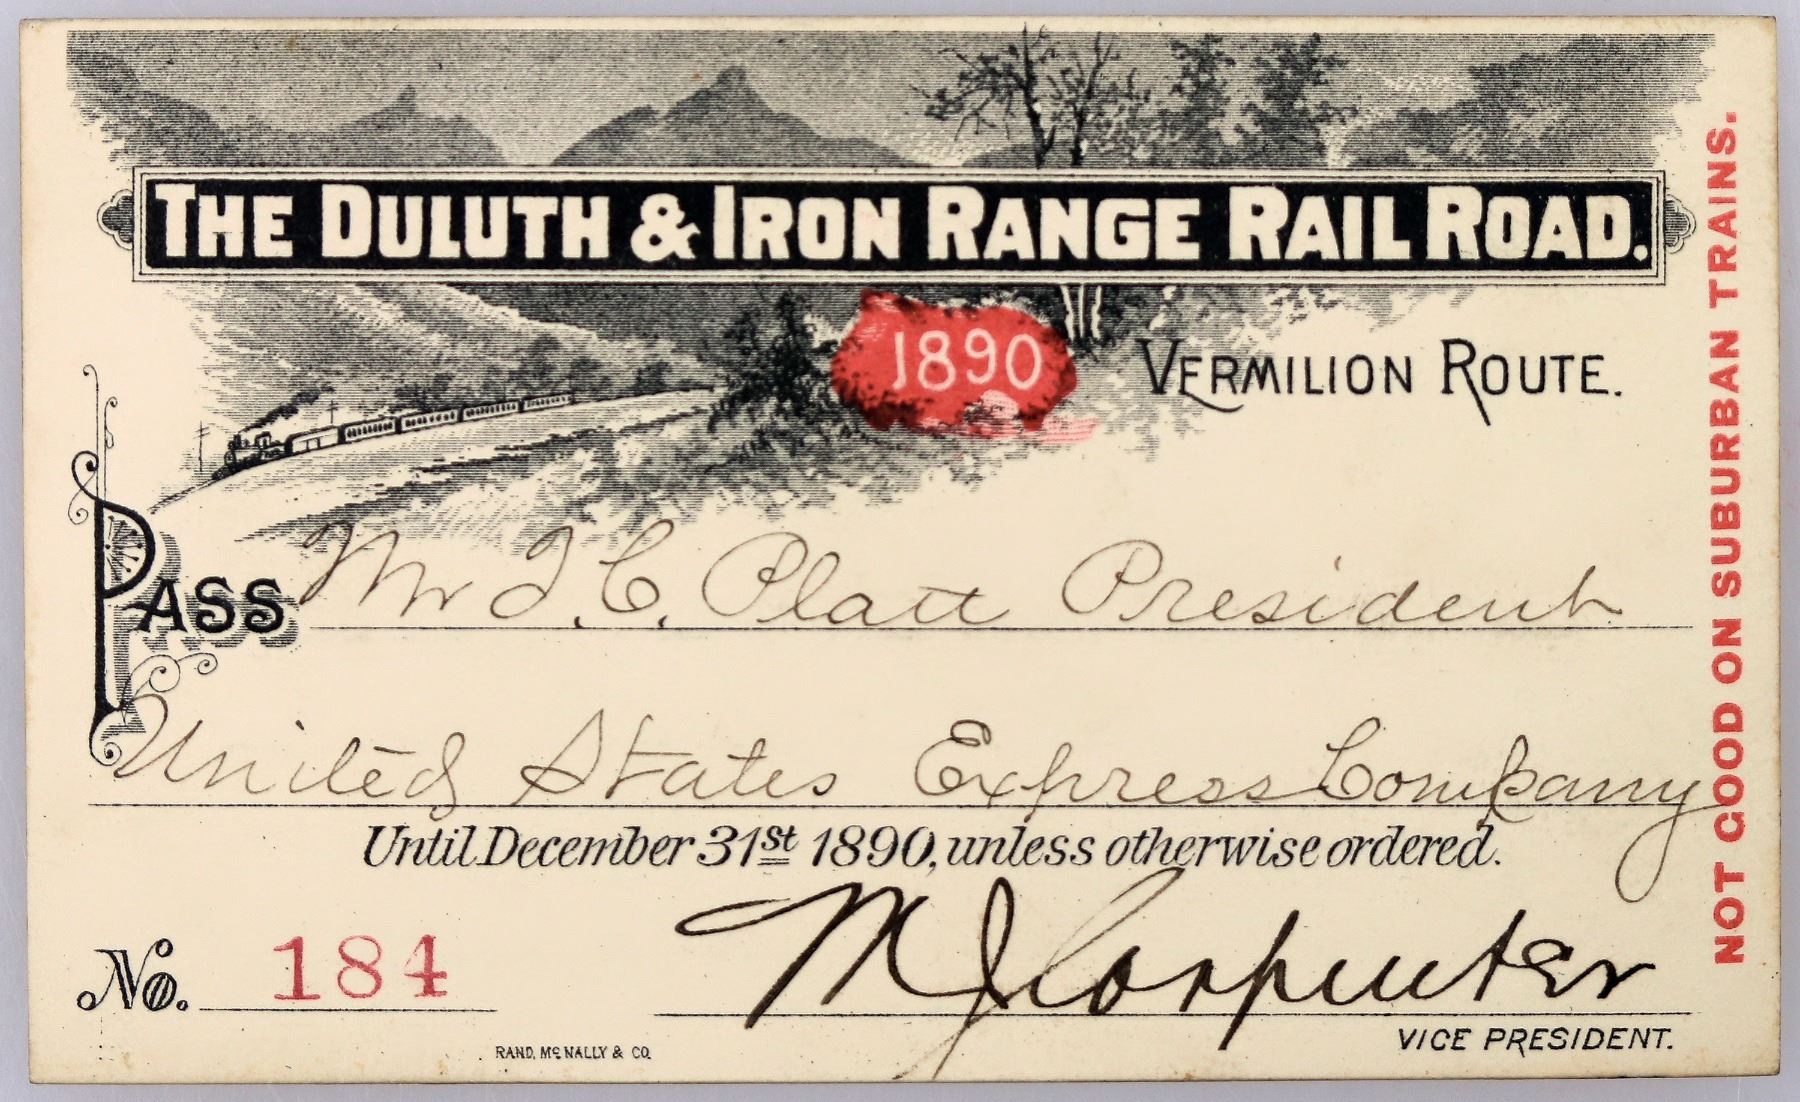 THE DULUTH & IRON RANGE RAIL ROAD.
1890
VERMILION ROUTE.
PASS Mr T. C. Platt President
United States Express Company
Until December 31st 1890, unless otherwise ordered.
No. 184
M J Carpenter
VICE PRESIDENT.
RAND, McNALLY & CO.
NOT GOOD ON SUBURBAN TRAINS.